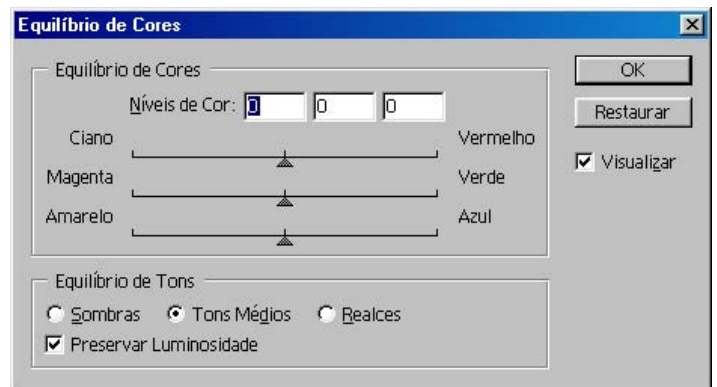 Equilíbrio de Cores
Equilíbrio de Cores
Níveis de Cor: 0 0 0
Ciano Vermelho
Magenta Verde
Amarelo Azul
OK
Restaurar
Visualizar
Equilíbrio de Tons
Sombras Tons Médios Realces
Preservar Luminosidade